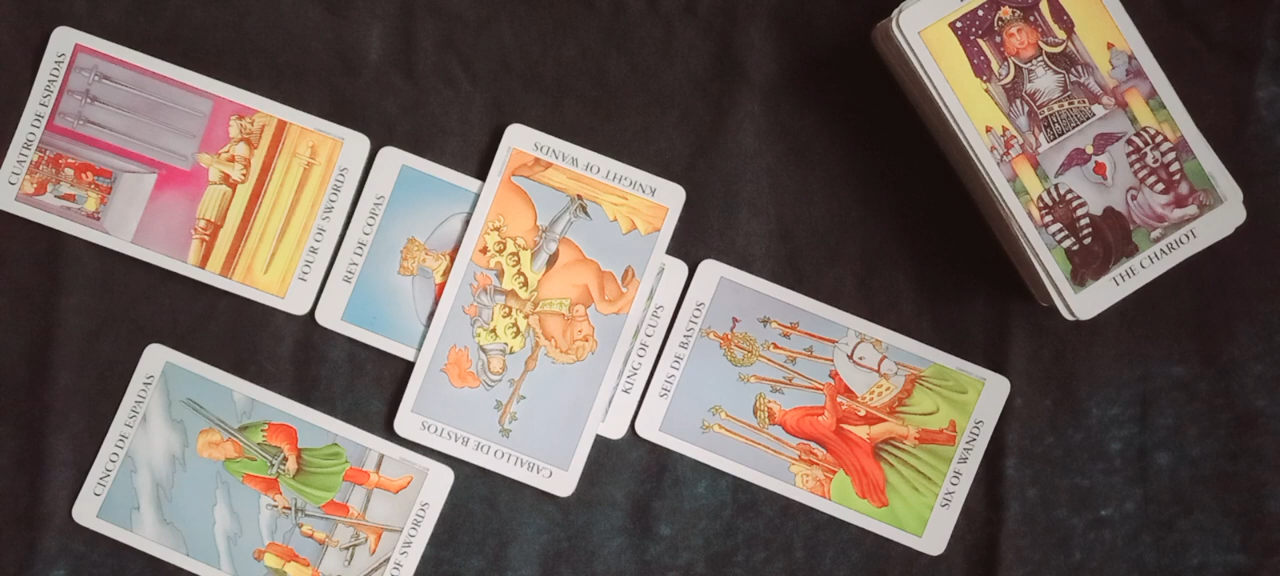 CUATRO DE ESPADAS
FOUR OF SWORDS
REY DE COPAS
KING OF CUPS
KNIGHT OF WANDS
CABALLO DE BASTOS
SEIS DE BASTOS
SIX OF WANDS
CINCO DE ESPADAS
OF SWORDS
THE CHARIOT